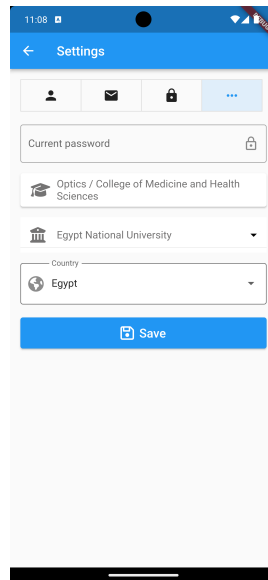 11:08
Settings
Current password
Optics / College of Medicine and Health
Sciences
Egypt National University
Country
Egypt
Save